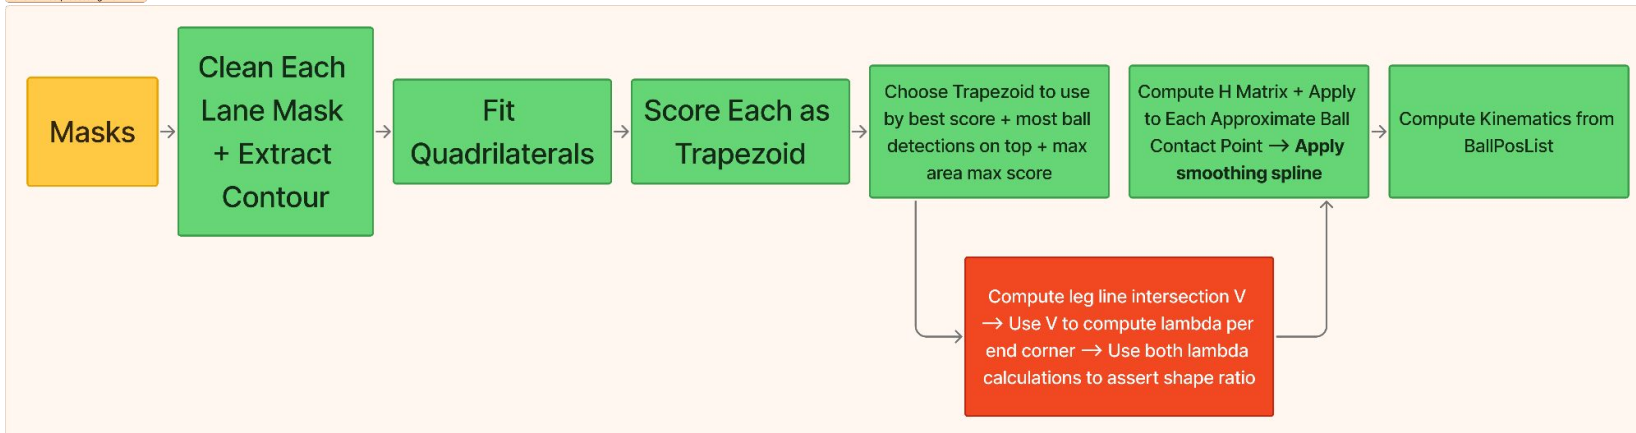 Masks
Clean Each
Lane Mask
+ Extract
Contour
Fit
Quadrilaterals
Score Each as
Trapezoid
Choose Trapezoid to use
by best score + most ball
detections on top + max
area max score
Compute H Matrix + Apply
to Each Approximate Ball
Contact Point → Apply
smoothing spline
Compute Kinematics from
BallPosList
Compute leg line intersection V
→ Use V to compute lambda per
end corner → Use both lambda
calculations to assert shape ratio